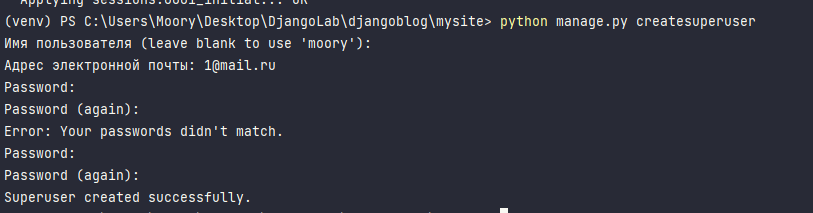 Applying sessions.0001_initial... OK
(venv) PS C:\Users\Moory\Desktop\DjangoLab\djangoblog\mysite> python manage.py createsuperuser
Имя пользователя (leave blank to use 'moory'):
Адрес электронной почты: 1@mail.ru
Password:
Password (again):
Error: Your passwords didn't match.
Password:
Password (again):
Superuser created successfully.